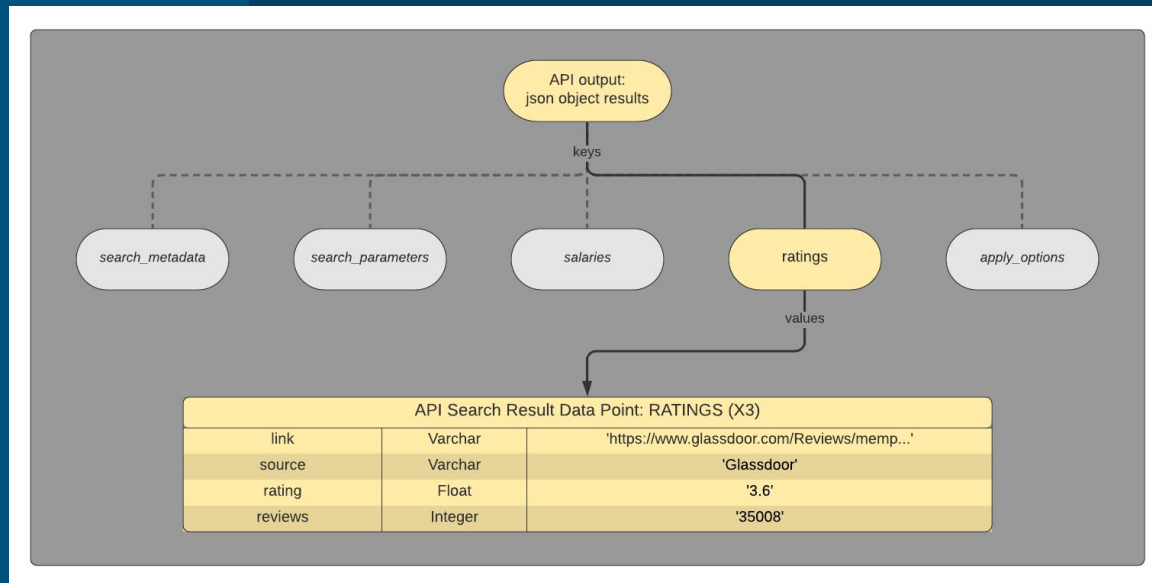 API output:
json object results
keys
search_metadata
search_parameters
salaries
ratings
apply_options
values
API Search Result Data Point: RATINGS (X3)
link Varchar 'https://www.glassdoor.com/Reviews/memp...'
source Varchar 'Glassdoor'
rating Float '3.6'
reviews Integer '35008'